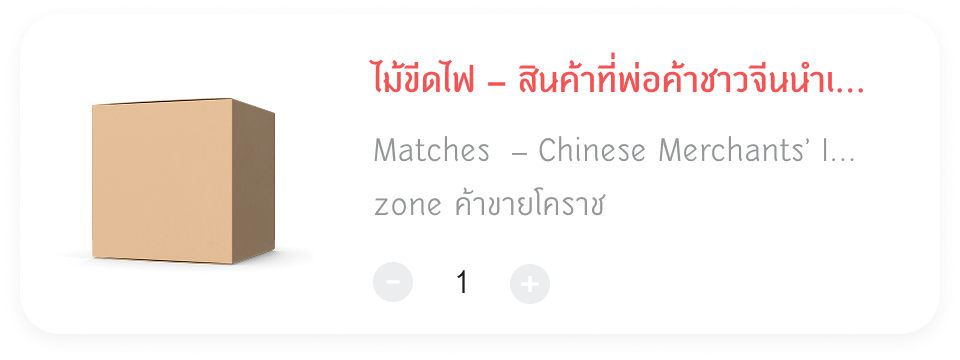 ไม้ขีดไฟ – สินค้าที่พ่อค้าชาวจีนนำเ...
Matches – Chinese Merchants' I...
zone ค้าขายโคราช
- 1 +